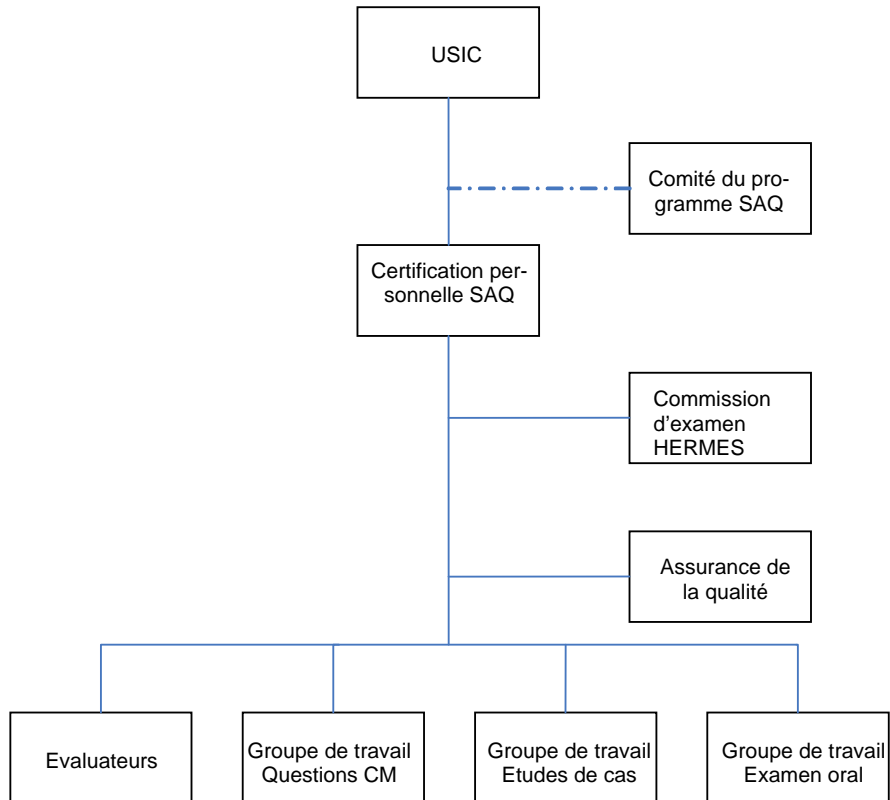 USIC
Comité du pro-
gramme SAQ
Certification per-
sonnelle SAQ
Commission
d'examen
HERMES
Assurance de
la qualité
Evaluateurs
Groupe de travail
Questions CM
Groupe de travail
Etudes de cas
Groupe de travail
Examen oral